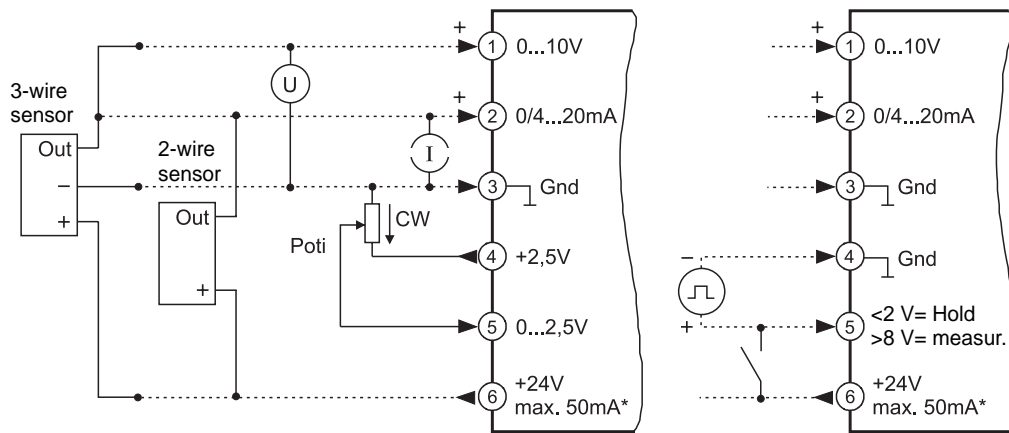 3-wire
sensor
Out
−
+
2-wire
sensor
Out
+
U
I
Poti
CW
+
1 0...10V
+
2 0/4...20mA
3 Gnd
4 +2,5V
5 0...2,5V
6 +24V
max. 50mA*
+
1 0...10V
+
2 0/4...20mA
3 Gnd
−
4 Gnd
+
5 <2 V= Hold
>8 V= measur.
6 +24V
max. 50mA*